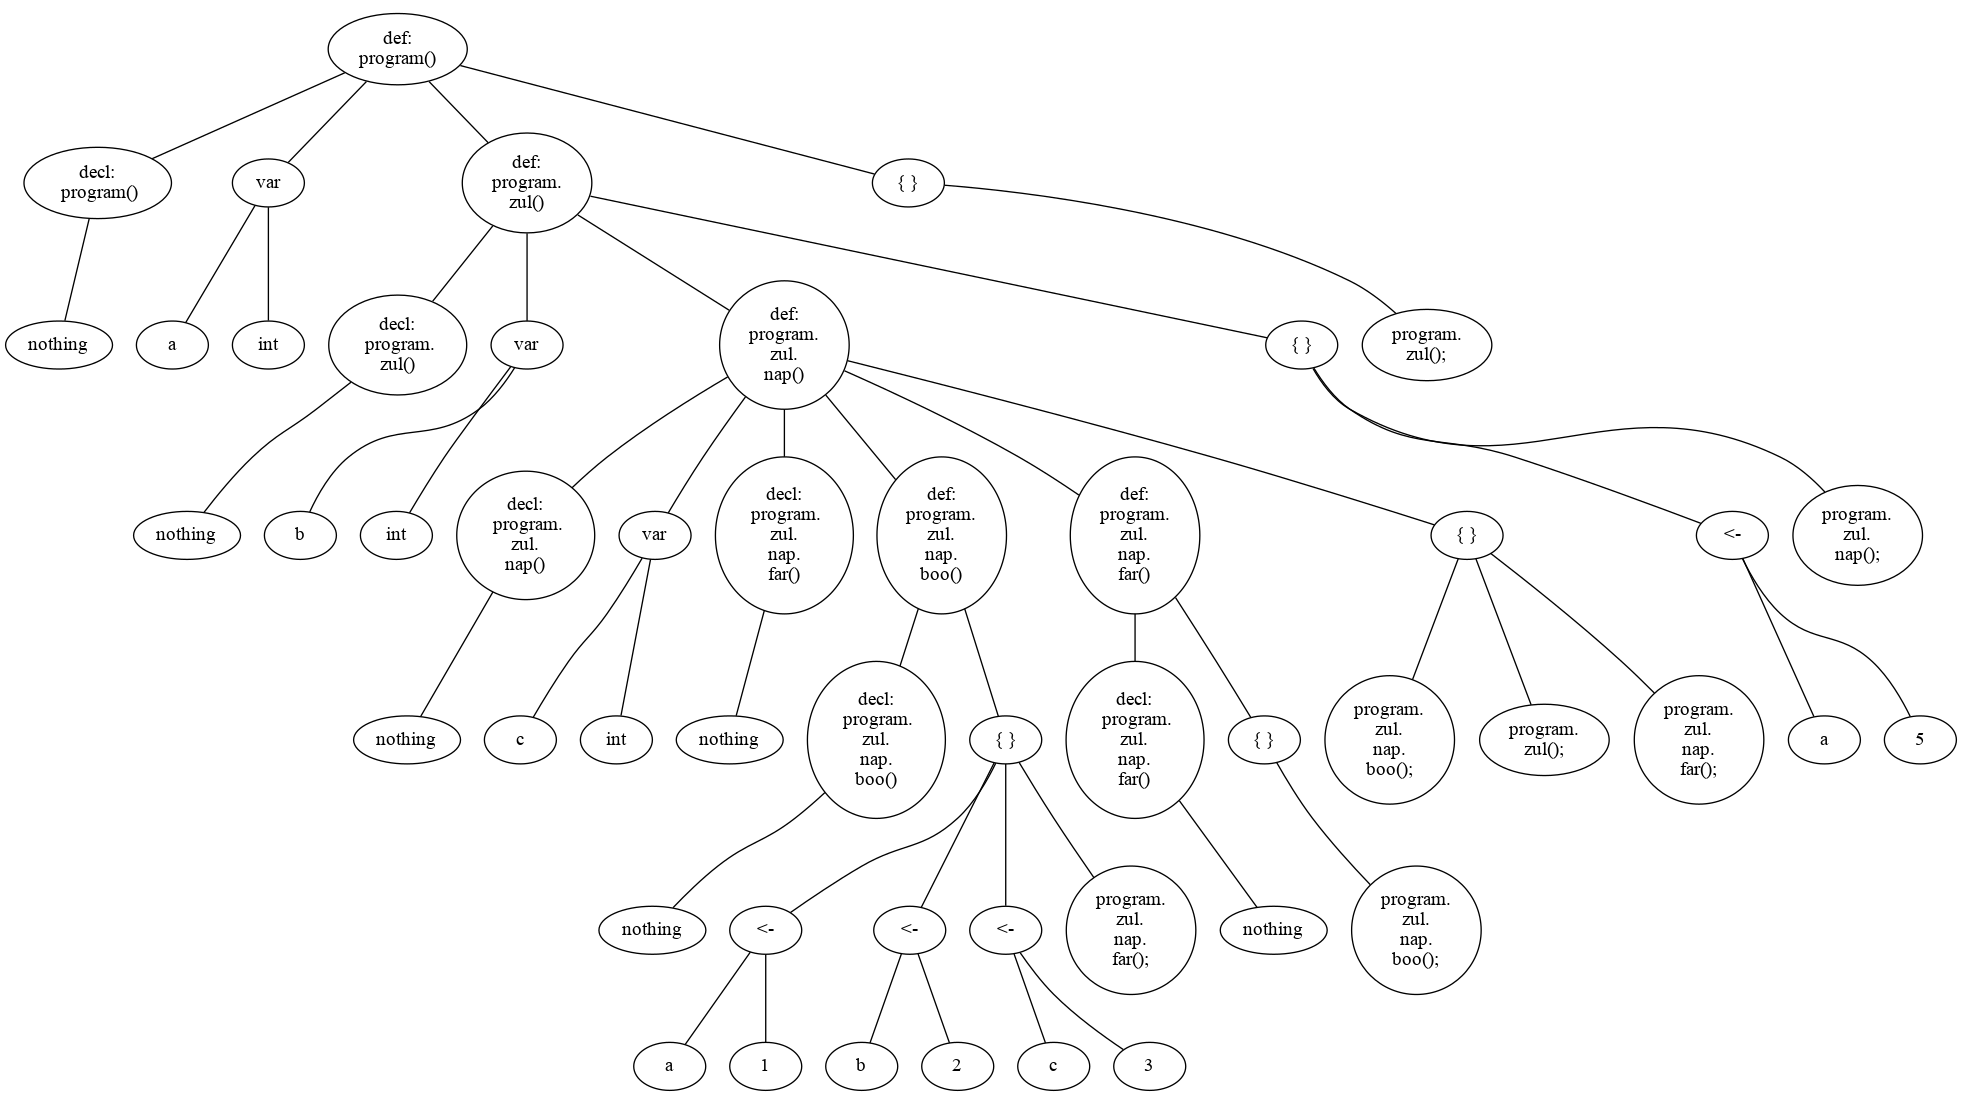 def:
program()
decl:
program()
var
def:
program.
zul()
{ }
nothing
a
int
decl:
program.
zul()
var
def:
program.
zul.
nap()
{ }
program.
zul();
nothing
b
int
decl:
program.
zul.
nap()
var
decl:
program.
zul.
nap.
far()
def:
program.
zul.
nap.
boo()
def:
program.
zul.
nap.
far()
{ }
<-
program.
zul.
nap();
nothing
c
int
nothing
decl:
program.
zul.
nap.
boo()
{ }
decl:
program.
zul.
nap.
far()
{ }
program.
zul.
nap.
boo();
program.
zul();
program.
zul.
nap.
far();
a
5
nothing
<-
<-
<-
program.
zul.
nap.
far();
nothing
program.
zul.
nap.
boo();
a
1
b
2
c
3